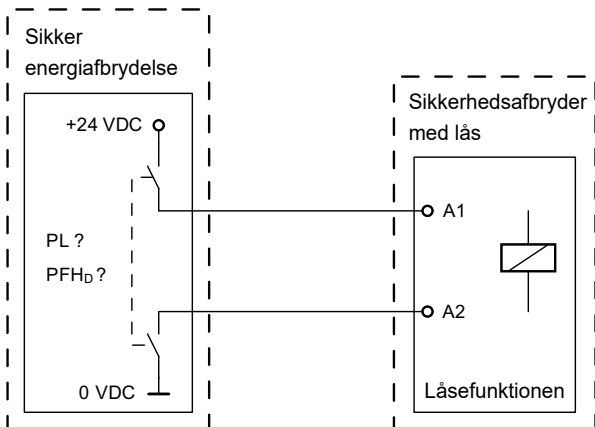 Sikker
energiafbrydelse
+24 VDC
PL ?
PFHD ?
0 VDC
Sikkerhedsafbryder
med lås
A1
A2
Låsefunktionen